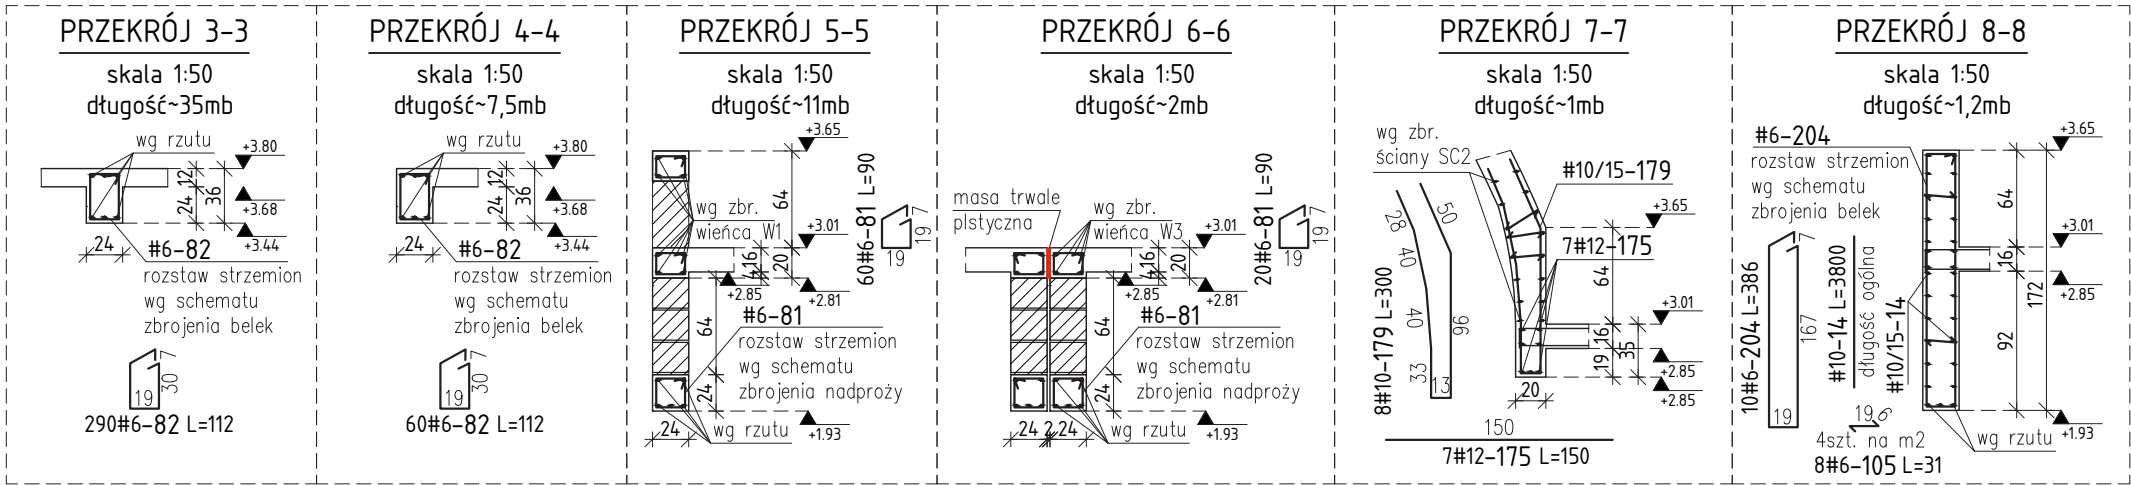 PRZEKRÓJ 3-3
skala 1:50
długość~35mb
wg rzutu
+3.80
12
24
36
+3.68
+3.44
24
#6-82
rozstaw strzemion
wg schematu
zbrojenia belek
7
19
30
290#6-82 L=112
PRZEKRÓJ 4-4
skala 1:50
długość~7,5mb
wg rzutu
+3.80
12
24
36
+3.68
+3.44
24
#6-82
rozstaw strzemion
wg schematu
zbrojenia belek
7
19
30
60#6-82 L=112
PRZEKRÓJ 5-5
skala 1:50
długość~11mb
+3.65
64
60#6-81 L=90
7
19
19
wg zbr.
wieńca W1
+3.01
16
4
20
+2.85
+2.81
#6-81
64
rozstaw strzemion
wg schematu
zbrojenia nadproży
24
24
wg rzutu
+1.93
PRZEKRÓJ 6-6
skala 1:50
długość~2mb
masa trwale
plstyczna
wg zbr.
wieńca W3
20#6-81 L=90
7
19
19
+3.01
16
4
20
+2.85
+2.81
#6-81
64
rozstaw strzemion
wg schematu
zbrojenia nadproży
24
24 2 24
wg rzutu
+1.93
PRZEKRÓJ 7-7
skala 1:50
długość~1mb
wg zbr.
ściany SC2
#10/15-179
+3.65
7#12-175
64
8#10-179 L=300
28
50
40
40
96
33
13
+3.01
16
19
35
+2.85
+2.85
20
150
7#12-175 L=150
PRZEKRÓJ 8-8
skala 1:50
długość~1,2mb
#6-204
rozstaw strzemion
wg schematu
zbrojenia belek
+3.65
64
+3.01
16
172
+2.85
92
10#6-204 L=386
7
167
19
#10-14 L=3800
długość ogólna
#10/15-14
19 6
4szt. na m2
8#6-105 L=31
wg rzutu
+1.93